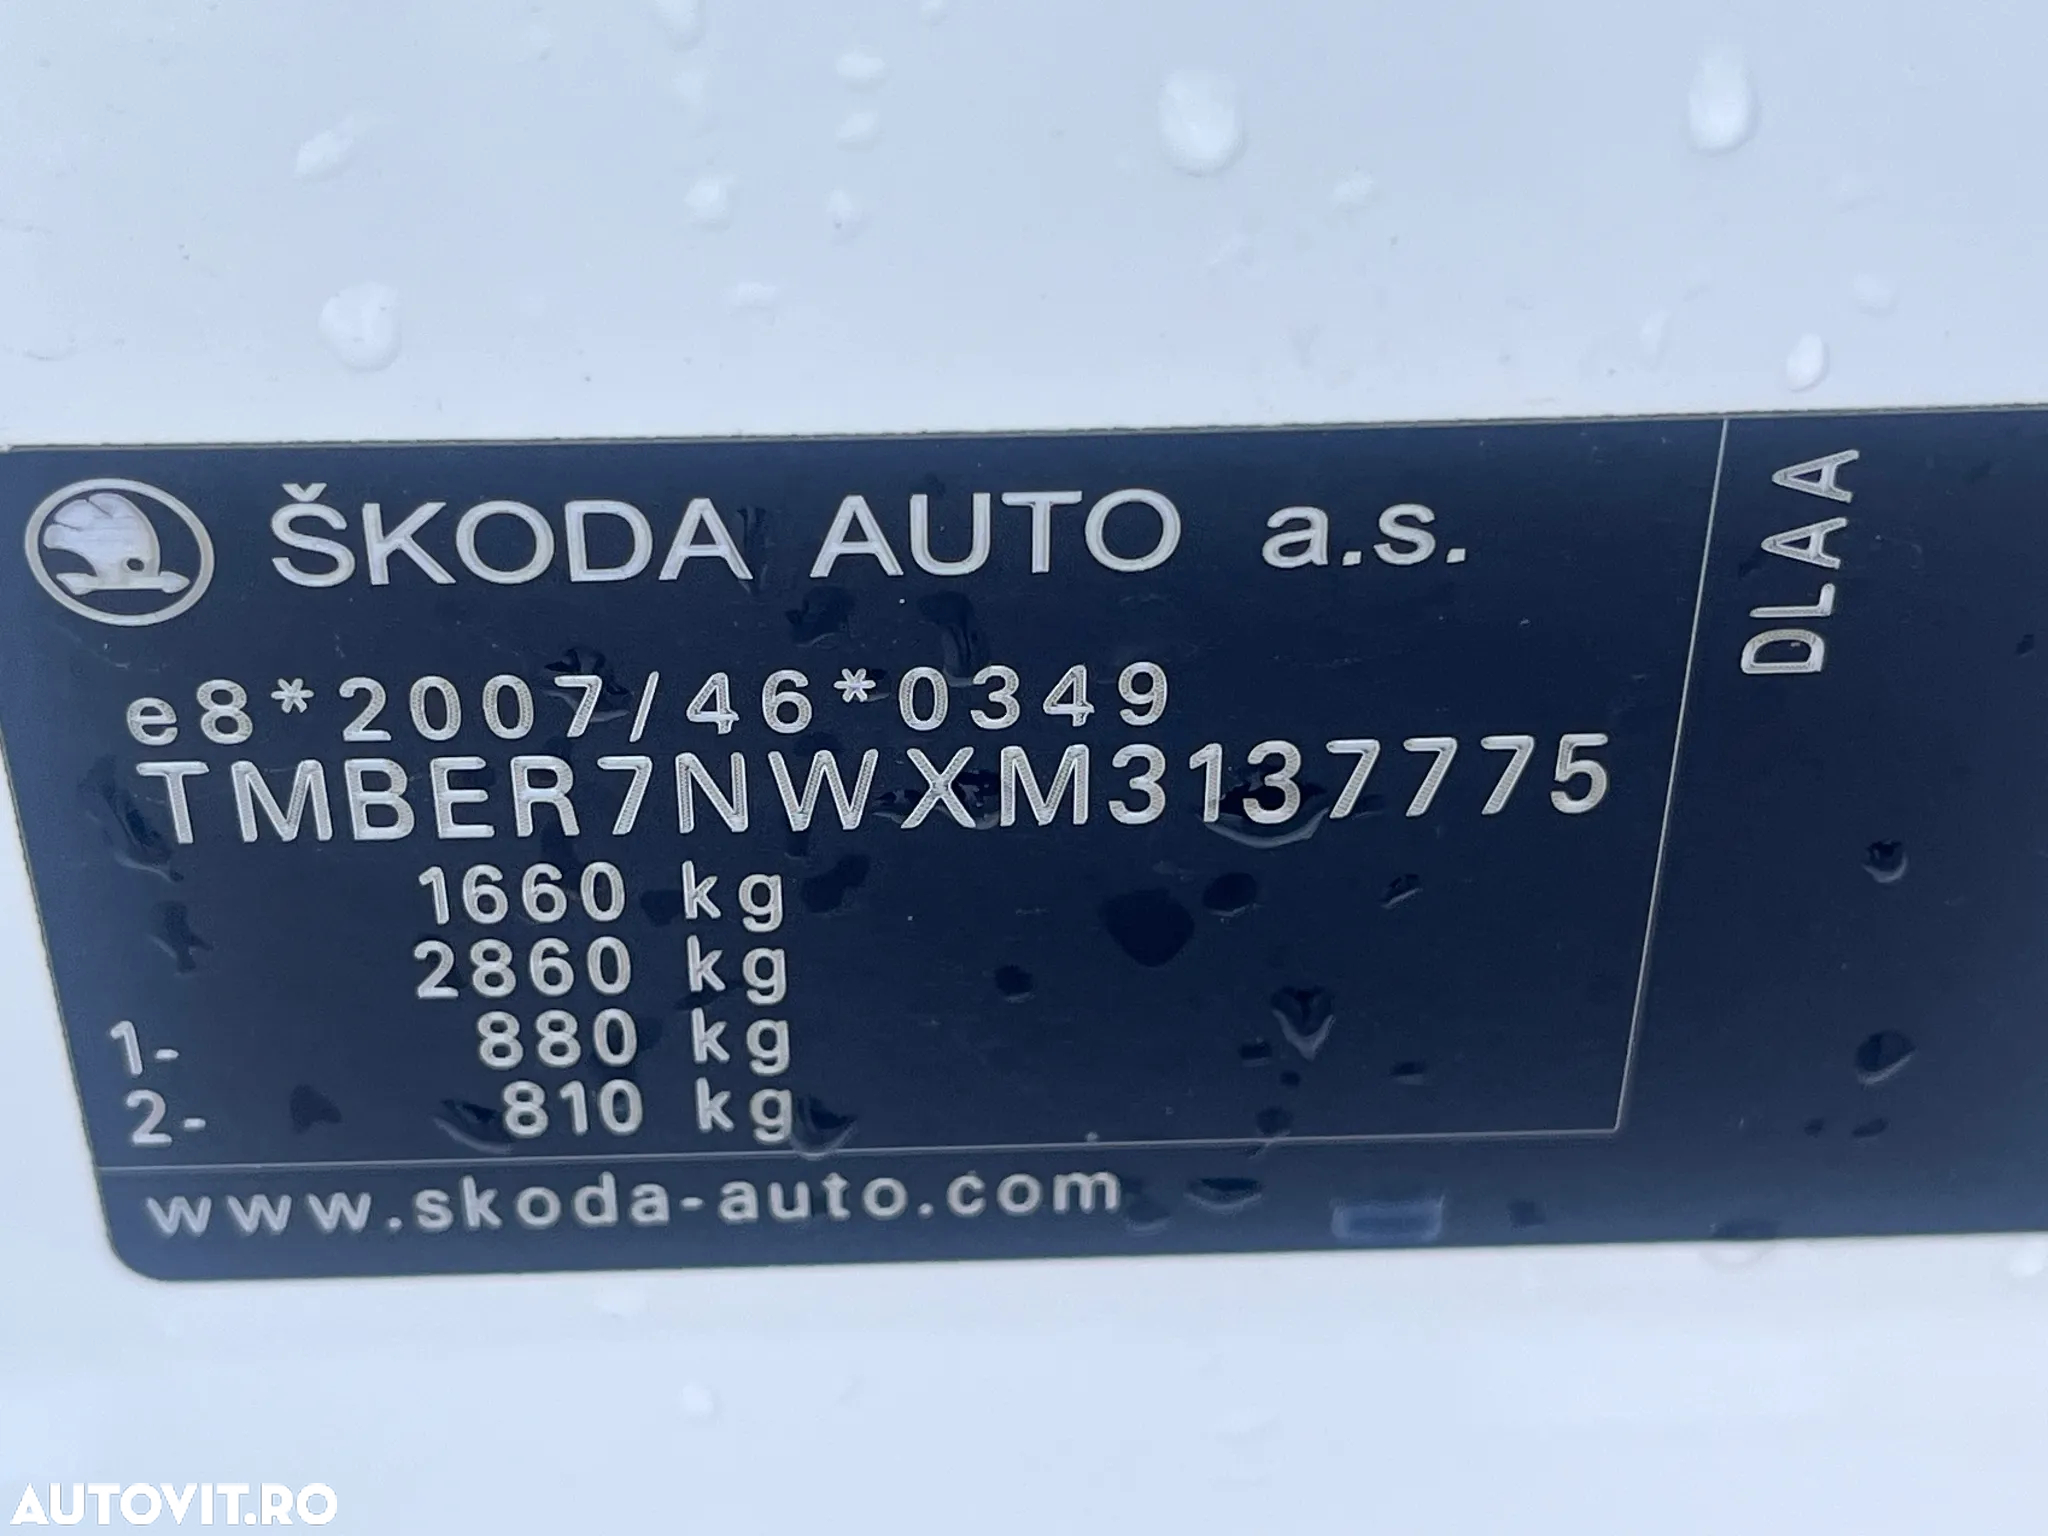 ŠKODA AUTO a.s.
e8*2007/46*0349
TMBER7NWXM3137775
1660 kg
2860 kg
1- 880 kg
2- 810 kg
www.skoda-auto.com
DLAA
AUTOVIT.RO